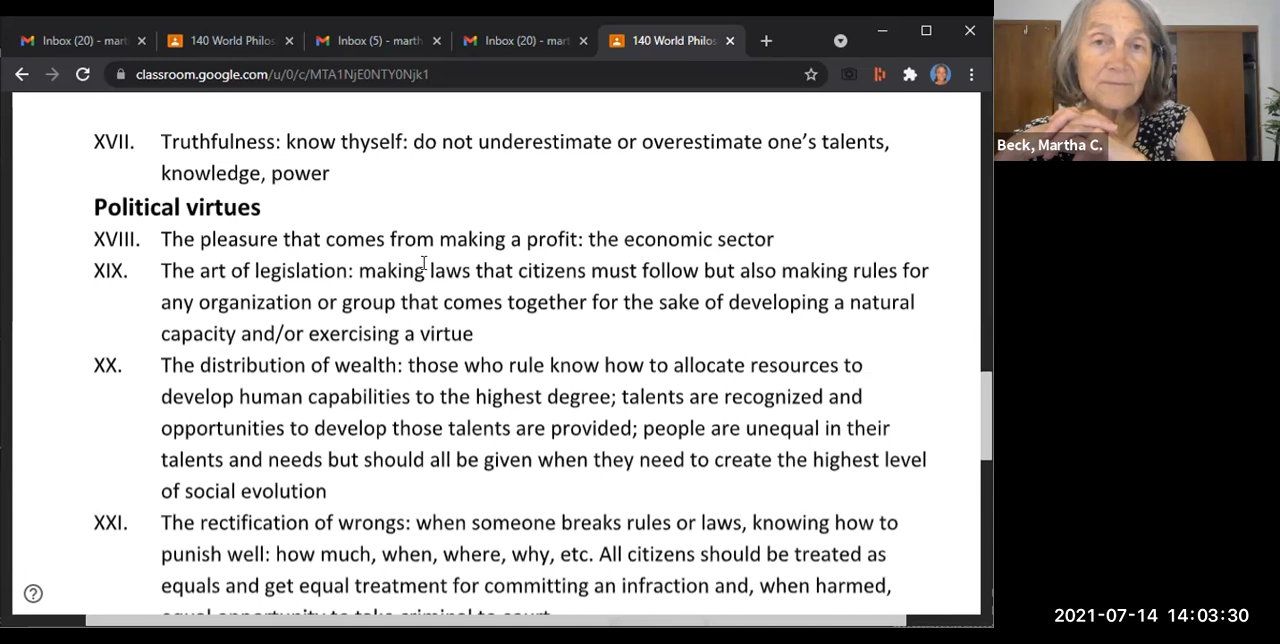 Inbox (20) - mart
140 World Philos
Inbox (5) - marth
Inbox (20) - mart
140 World Philos
classroom.google.com/u/0/c/MTA1NjE0NTY0Njk1
Beck, Martha C.
XVII. Truthfulness: know thyself: do not underestimate or overestimate one's talents,
knowledge, power
Political virtues
XVIII. The pleasure that comes from making a profit: the economic sector
XIX. The art of legislation: making laws that citizens must follow but also making rules for
any organization or group that comes together for the sake of developing a natural
capacity and/or exercising a virtue
XX. The distribution of wealth: those who rule know how to allocate resources to
develop human capabilities to the highest degree; talents are recognized and
opportunities to develop those talents are provided; people are unequal in their
talents and needs but should all be given when they need to create the highest level
of social evolution
XXI. The rectification of wrongs: when someone breaks rules or laws, knowing how to
punish well: how much, when, where, why, etc. All citizens should be treated as
equals and get equal treatment for committing an infraction and, when harmed,
equal opportunity to take criminal to court
2021-07-14 14:03:30